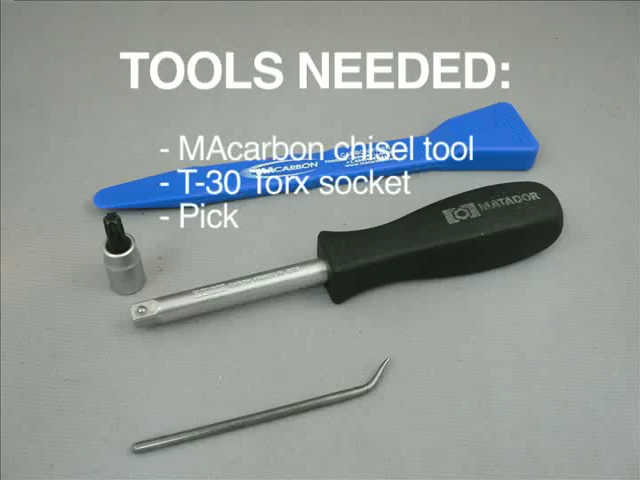 TOOLS NEEDED:
- MAcarbon chisel tool
- T-30 Torx socket
- Pick
MACARBON
MATADOR